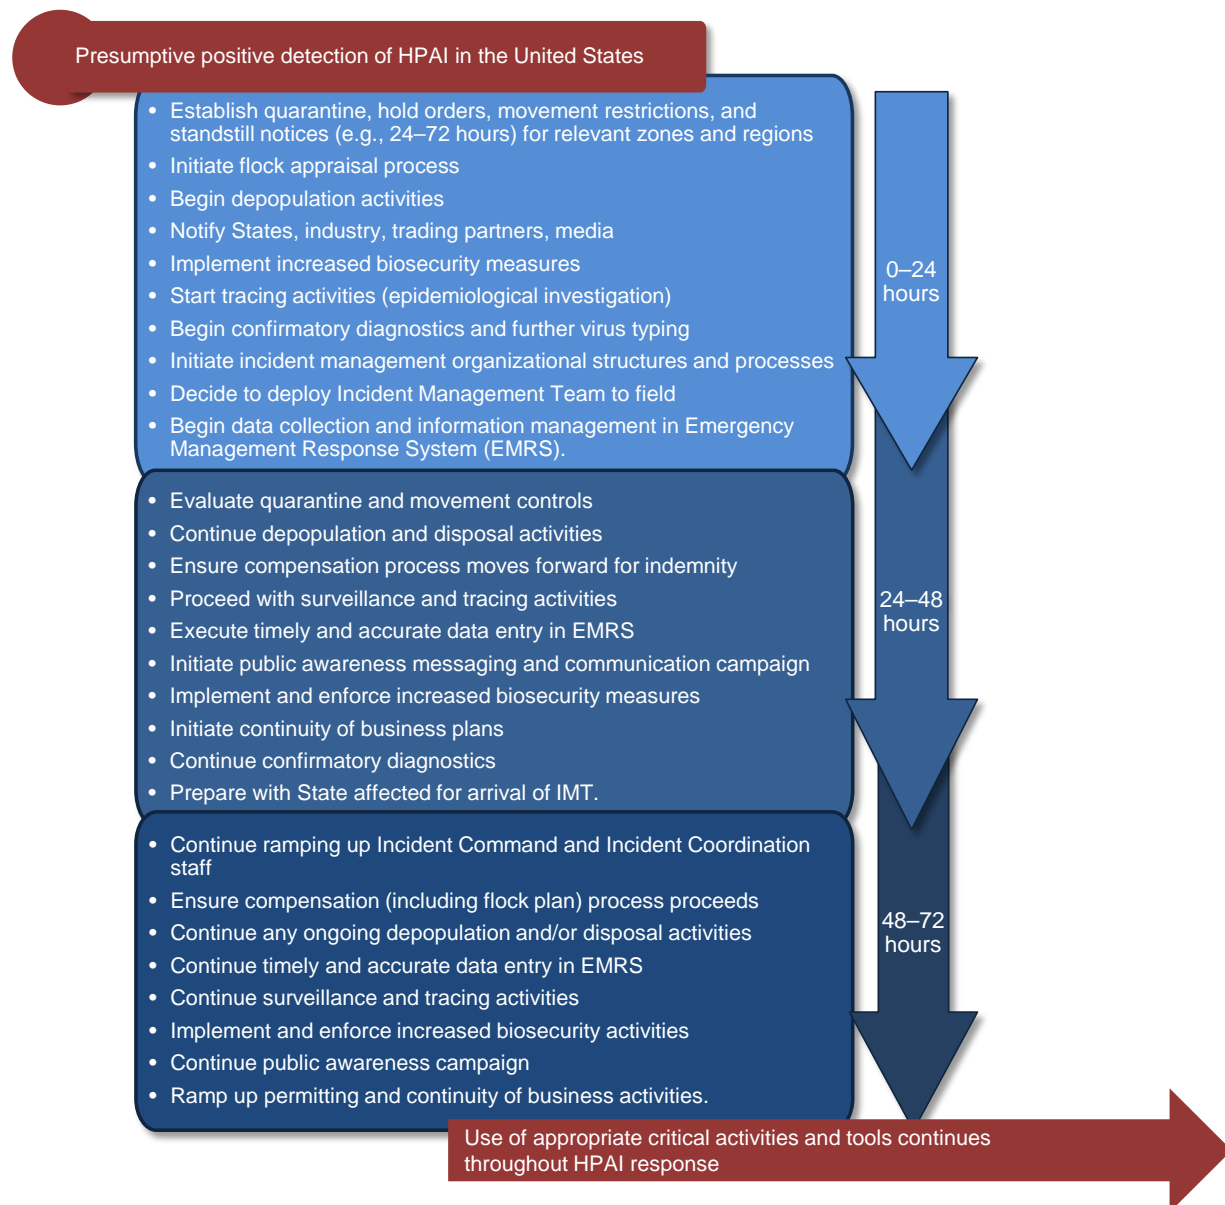 Presumptive positive detection of HPAI in the United States
• Establish quarantine, hold orders, movement restrictions, and
standstill notices (e.g., 24–72 hours) for relevant zones and regions
• Initiate flock appraisal process
• Begin depopulation activities
• Notify States, industry, trading partners, media
• Implement increased biosecurity measures
• Start tracing activities (epidemiological investigation)
• Begin confirmatory diagnostics and further virus typing
• Initiate incident management organizational structures and processes
• Decide to deploy Incident Management Team to field
• Begin data collection and information management in Emergency
Management Response System (EMRS).
0–24
hours
• Evaluate quarantine and movement controls
• Continue depopulation and disposal activities
• Ensure compensation process moves forward for indemnity
• Proceed with surveillance and tracing activities
• Execute timely and accurate data entry in EMRS
• Initiate public awareness messaging and communication campaign
• Implement and enforce increased biosecurity measures
• Initiate continuity of business plans
• Continue confirmatory diagnostics
• Prepare with State affected for arrival of IMT.
24–48
hours
• Continue ramping up Incident Command and Incident Coordination
staff
• Ensure compensation (including flock plan) process proceeds
• Continue any ongoing depopulation and/or disposal activities
• Continue timely and accurate data entry in EMRS
• Continue surveillance and tracing activities
• Implement and enforce increased biosecurity activities
• Continue public awareness campaign
• Ramp up permitting and continuity of business activities.
48–72
hours
Use of appropriate critical activities and tools continues
throughout HPAI response